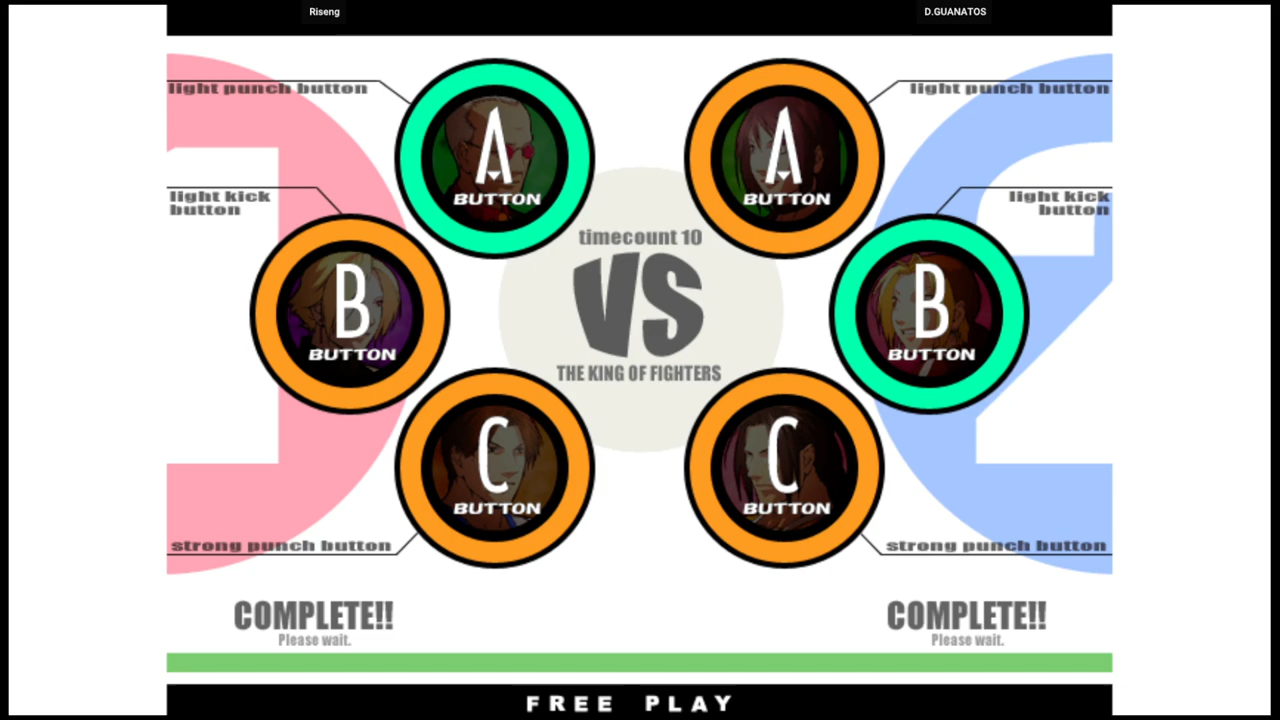 Riseng
D.GUANATOS
light punch button
A
BUTTON
A
BUTTON
light punch button
light kick
button
light kick
button
B
BUTTON
timecount 10
VS
THE KING OF FIGHTERS
B
BUTTON
C
BUTTON
C
BUTTON
strong punch button
strong punch button
COMPLETE!!
Please wait.
COMPLETE!!
Please wait.
FREE PLAY